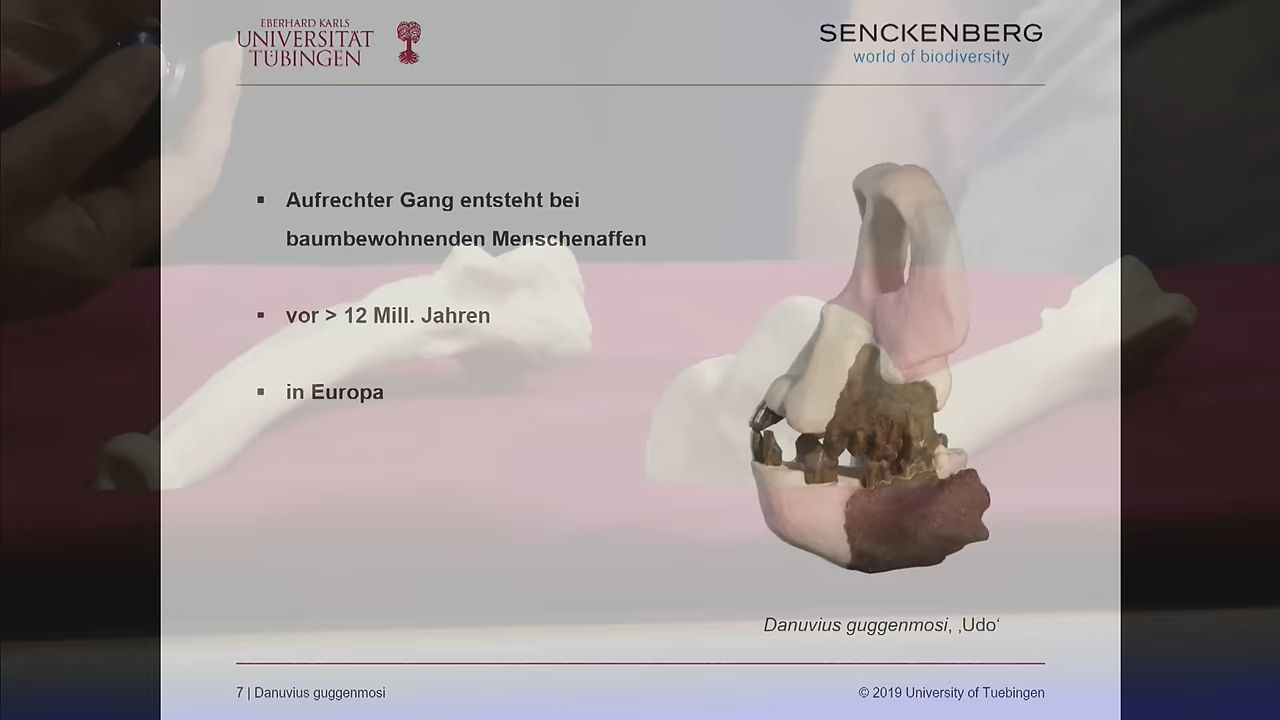 EBERHARD KARLS
UNIVERSITÄT
TÜBINGEN
SENCKENBERG
world of biodiversity
▪ Aufrechter Gang entsteht bei
baumbewohnenden Menschenaffen
▪ vor > 12 Mill. Jahren
▪ in Europa
Danuvius guggenmosi, ‚Udo‘
7 | Danuvius guggenmosi
© 2019 University of Tuebingen